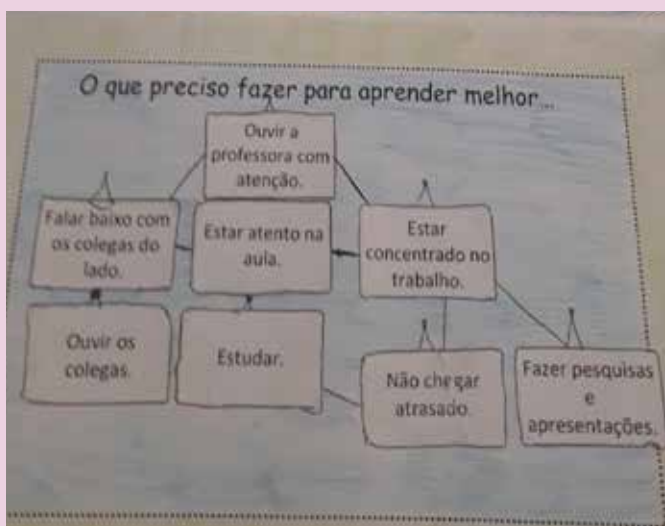 O que preciso fazer para aprender melhor...
Ouvir a
professora com
atenção.
Falar baixo com
os colegas do
lado.
Estar atento na
aula.
Estar
concentrado no
trabalho.
Ouvir os
colegas.
Estudar.
Não chegar
atrasado.
Fazer pesquisas
e
apresentações.